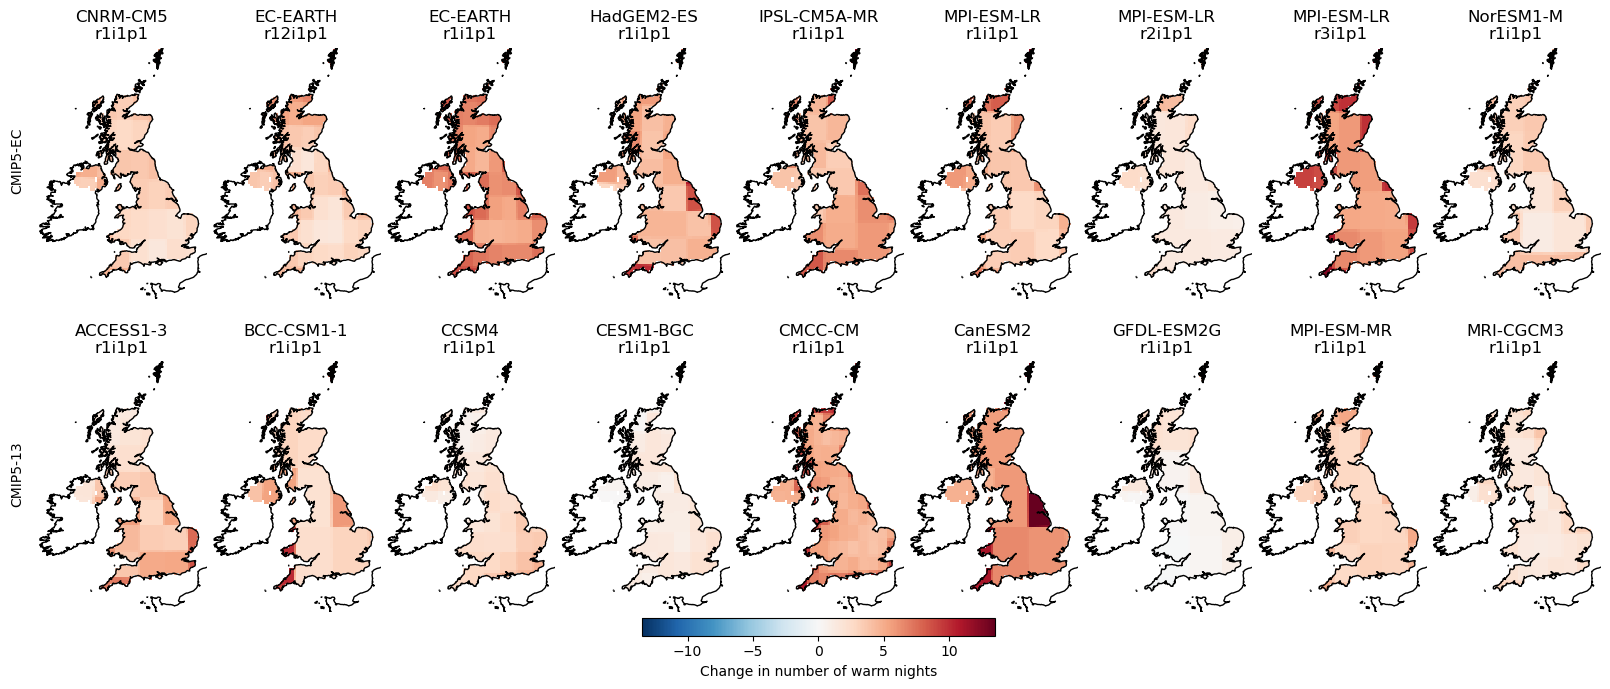 CNRM-CM5
r1i1p1
EC-EARTH
r12i1p1
EC-EARTH
r1i1p1
HadGEM2-ES
r1i1p1
IPSL-CM5A-MR
r1i1p1
MPI-ESM-LR
r1i1p1
MPI-ESM-LR
r2i1p1
MPI-ESM-LR
r3i1p1
NorESM1-M
r1i1p1
CMIP5-EC
ACCESS1-3
r1i1p1
BCC-CSM1-1
r1i1p1
CCSM4
r1i1p1
CESM1-BGC
r1i1p1
CMCC-CM
r1i1p1
CanESM2
r1i1p1
GFDL-ESM2G
r1i1p1
MPI-ESM-MR
r1i1p1
MRI-CGCM3
r1i1p1
CMIP5-13
−10 −5 0 5 10
Change in number of warm nights